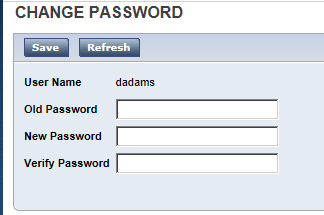 CHANGE PASSWORD
Save Refresh
User Name dadams
Old Password
New Password
Verify Password